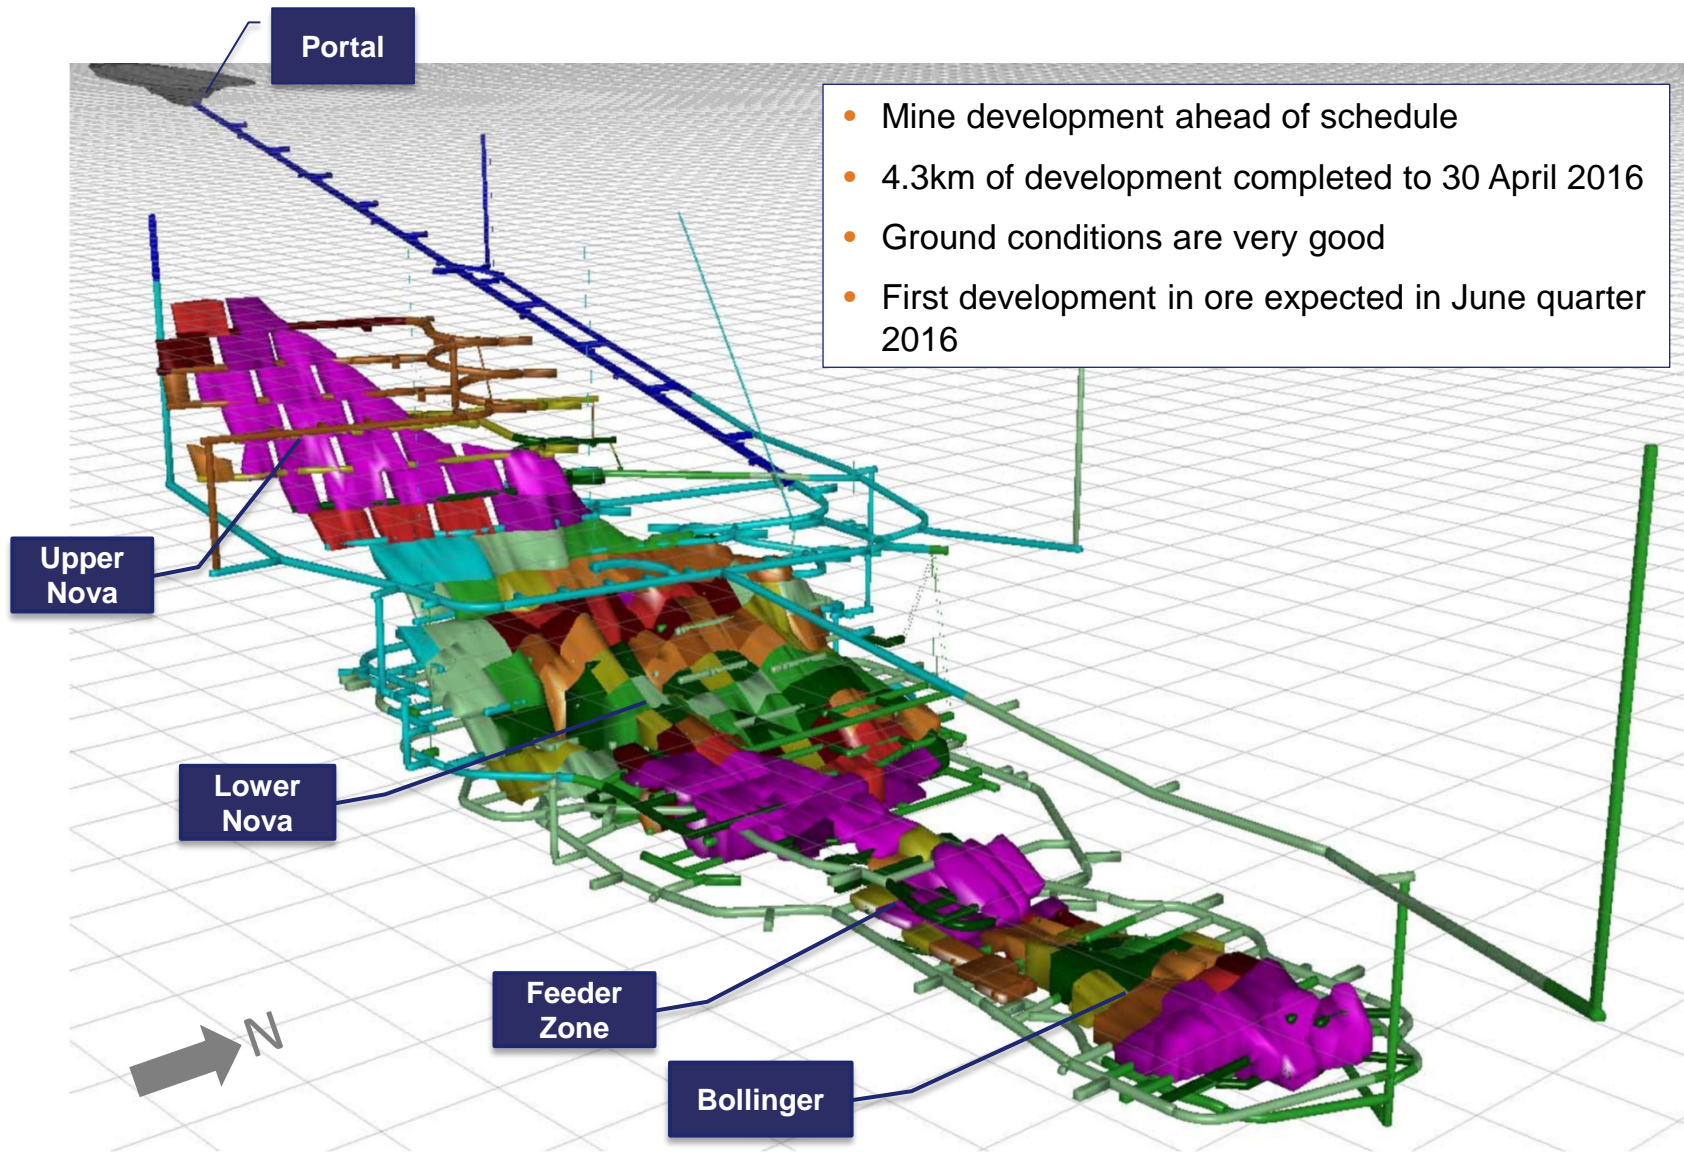 Portal
• Mine development ahead of schedule
• 4.3km of development completed to 30 April 2016
• Ground conditions are very good
• First development in ore expected in June quarter
2016
Upper
Nova
Lower
Nova
Feeder
Zone
N
Bollinger